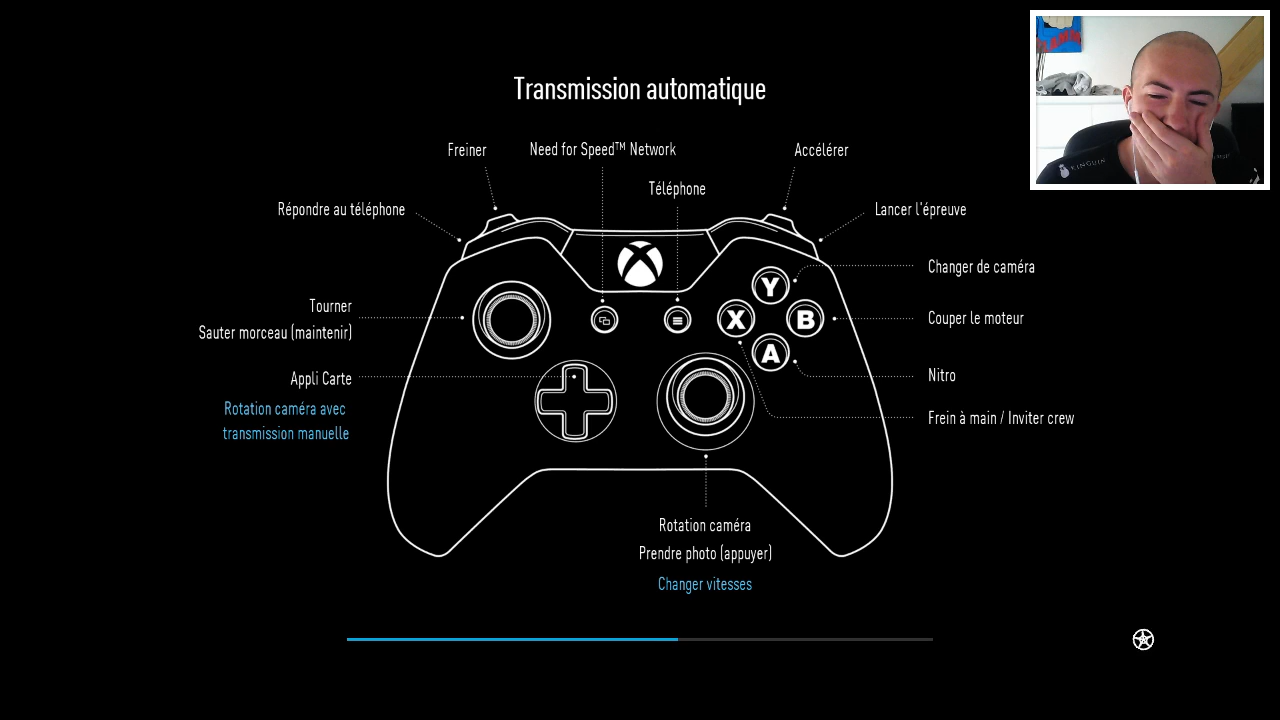 Transmission automatique
Freiner
Need for Speed™ Network
Accélérer
Téléphone
Répondre au téléphone
Lancer l'épreuve
Changer de caméra
Y
Tourner
X
B
Couper le moteur
Sauter morceau (maintenir)
A
Appli Carte
Nitro
Rotation caméra avec
transmission manuelle
Frein à main / Inviter crew
Rotation caméra
Prendre photo (appuyer)
Changer vitesses
KINGUIN